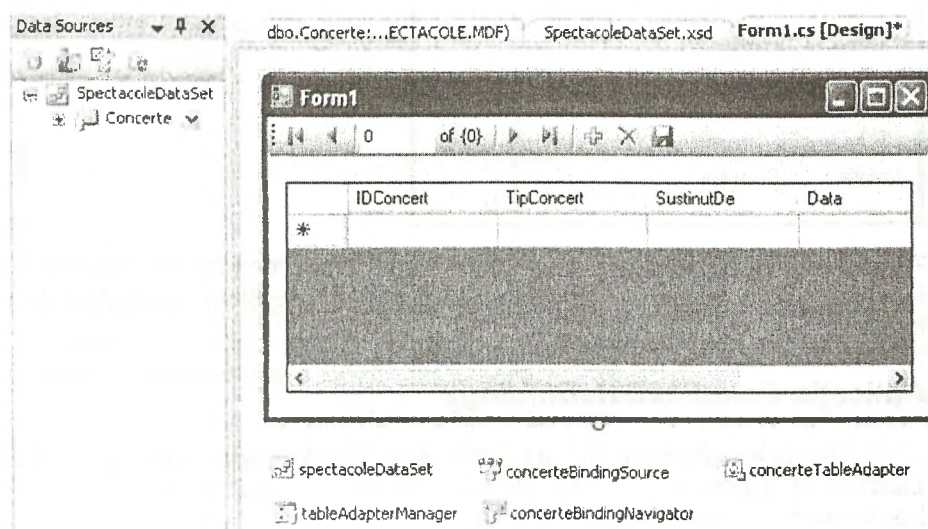 Data Sources
dbo.Concerte:...ECTACOLE.MDF) SpectacoleDataSet.xsd Form1.cs [Design]*
SpectacoleDataSet
Concerte
Form1
0 of {0}
IDConcert TipConcert SustinutDe Data
spectacoleDataSet concerteBindingSource concerteTableAdapter
tableAdapterManager concerteBindingNavigator